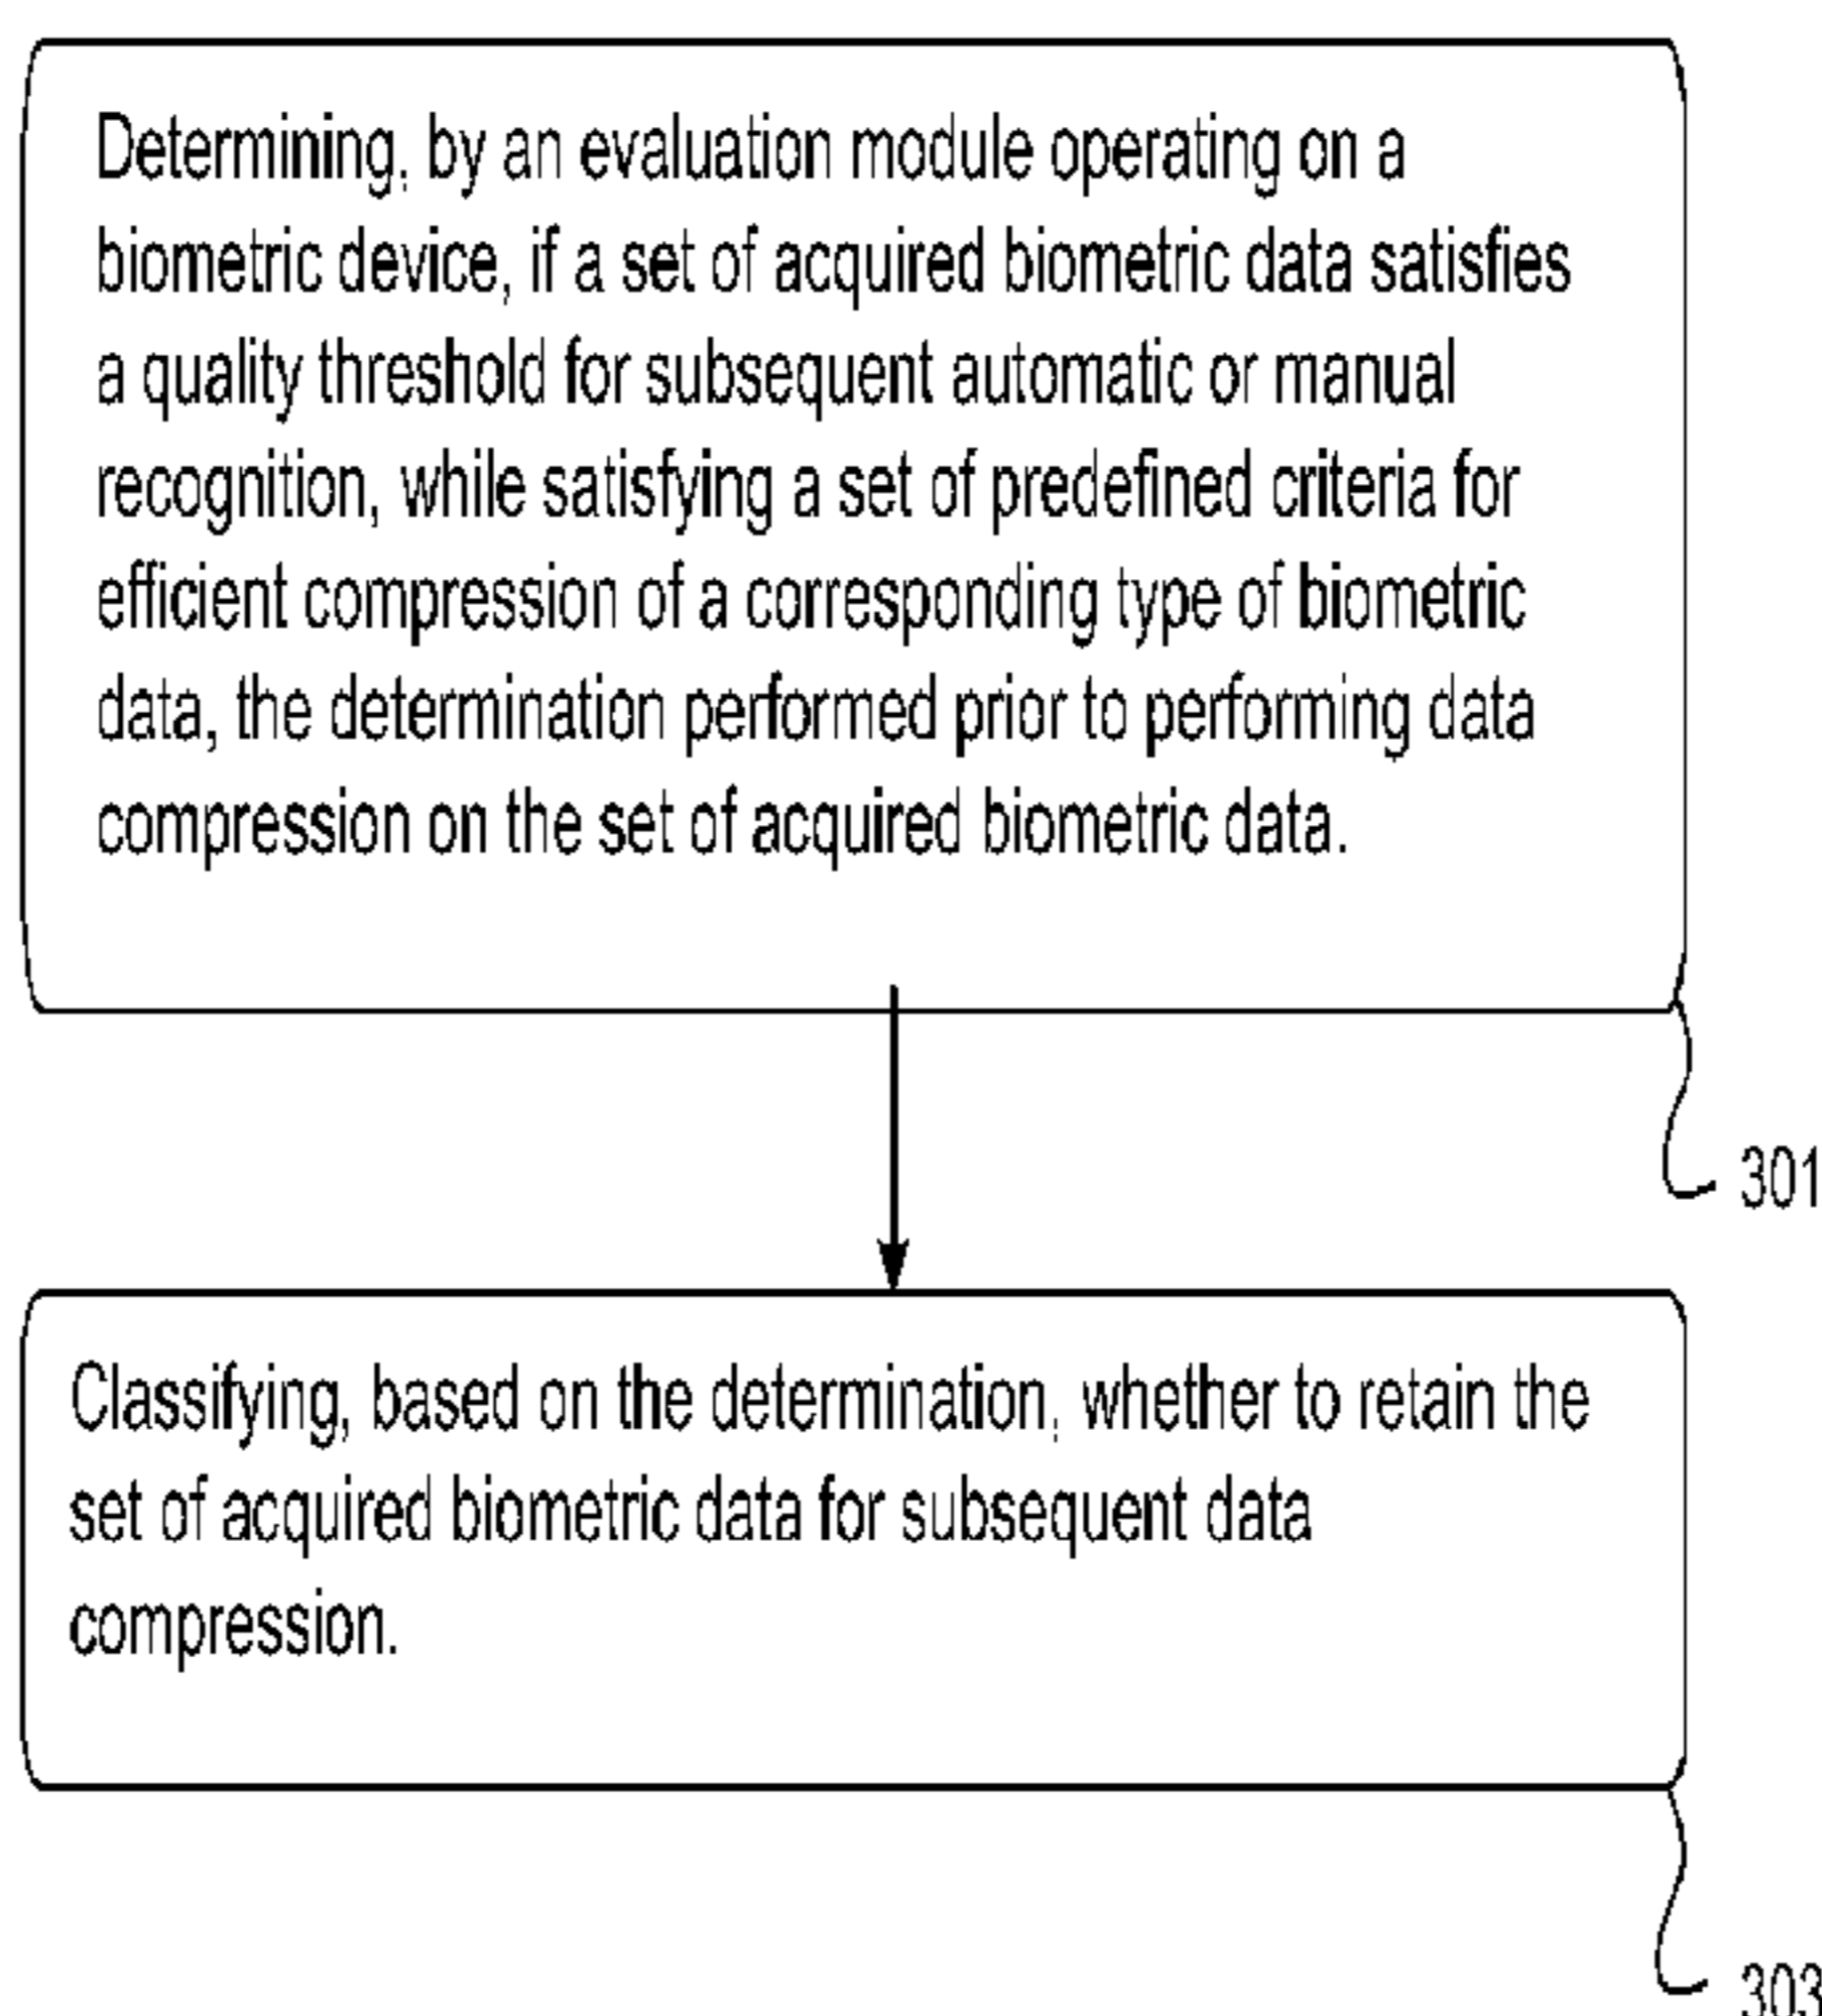 Determining, by an evaluation module operating on a
biometric device, if a set of acquired biometric data satisfies
a quality threshold for subsequent automatic or manual
recognition, while satisfying a set of predefined criteria for
efficient compression of a corresponding type of biometric
data, the determination performed prior to performing data
compression on the set of acquired biometric data.
301
Classifying, based on the determination, whether to retain the
set of acquired biometric data for subsequent data
compression.
303